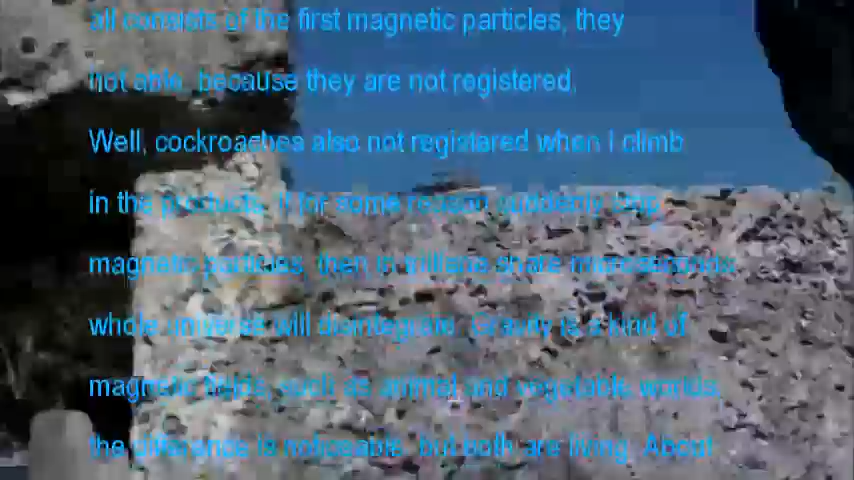 all consists of the first magnetic particles, they
not able, because they are not registered.
Well, cockroaches also not registered when I climb
in the products. If for some reason suddenly stop
magnetic particles, then in trillions share microseconds
whole universe will disintegrate. Gravity is a kind of
magnetic fields, such as animal and vegetable worlds,
the difference is noticeable, but both are living. About